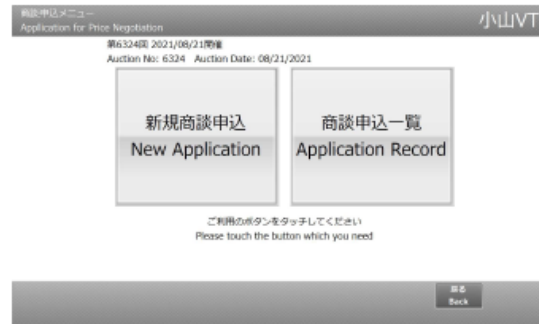 商談申込メニュー
Application for Price Negotiation
小山VT
第6324回 2021/08/21開催
Auction No: 6324 Auction Date: 08/21/2021
新規商談申込
New Application
商談申込一覧
Application Record
ご利用のボタンをタッチしてください
Please touch the button which you need
戻る
Back